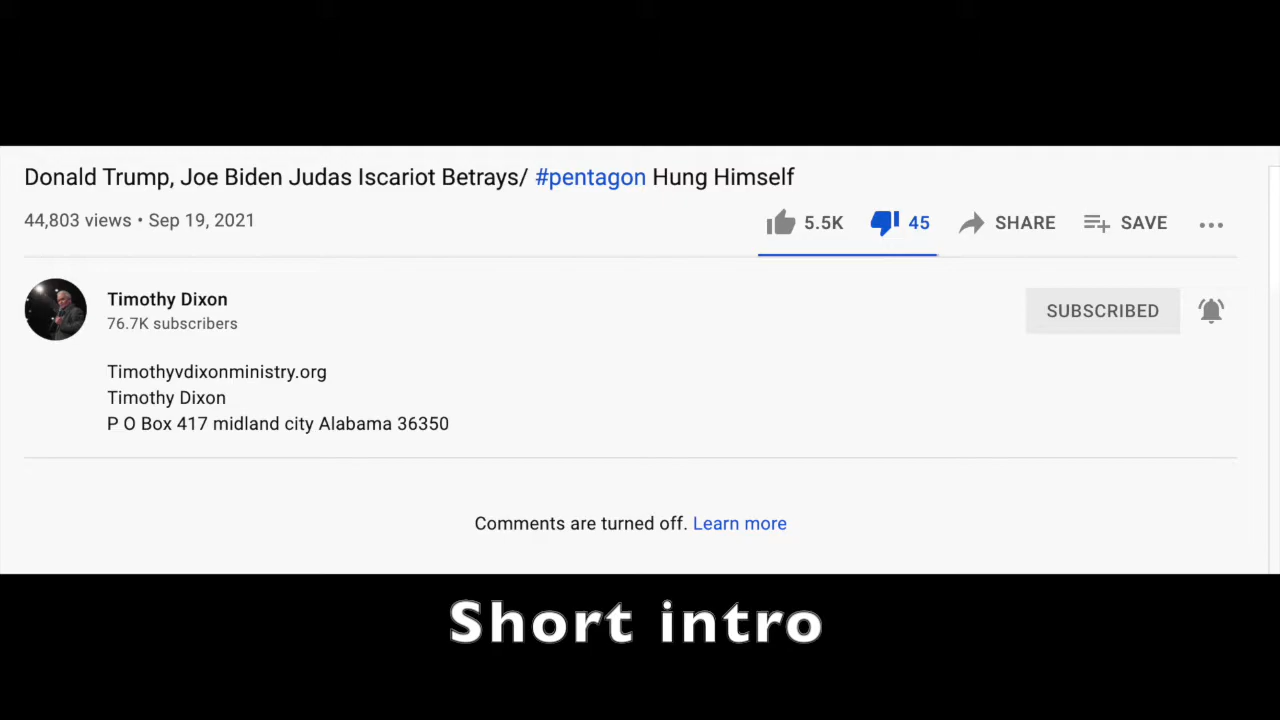 Donald Trump, Joe Biden Judas Iscariot Betrays/ #pentagon Hung Himself
44,803 views • Sep 19, 2021
5.5K 45 SHARE SAVE ...
Timothy Dixon
76.7K subscribers
SUBSCRIBED
Timothyvdixonministry.org
Timothy Dixon
P O Box 417 midland city Alabama 36350
Comments are turned off. Learn more
Short intro